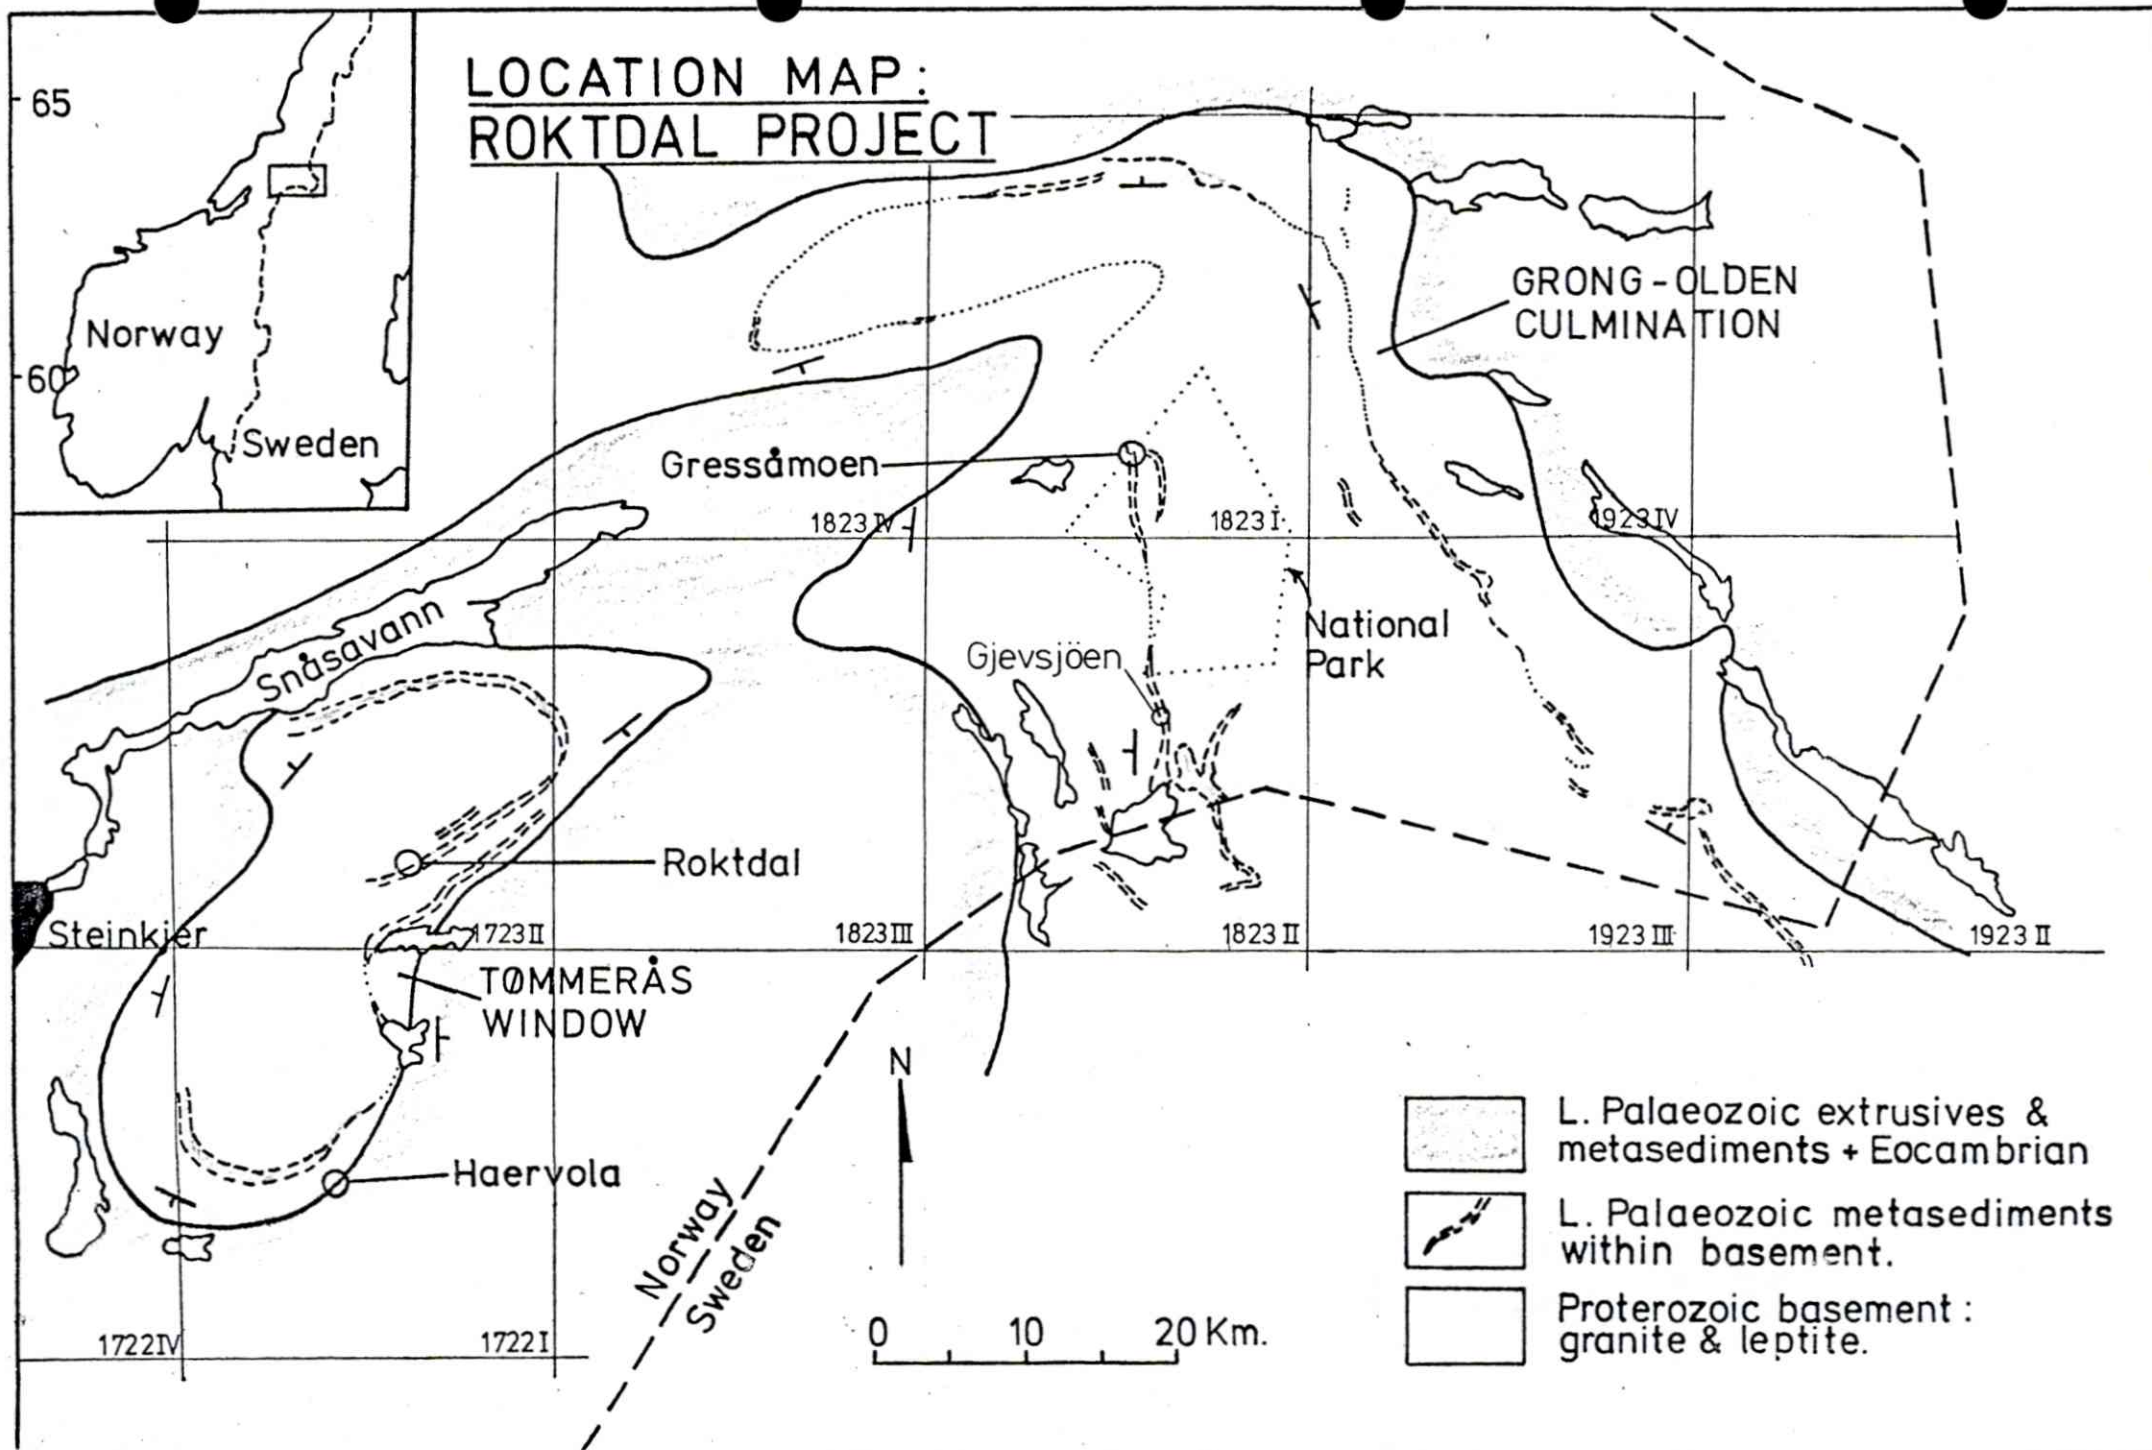 LOCATION MAP:
ROKTDAL PROJECT
65
60
Norway
Sweden
GRONG-OLDEN
CULMINATION
Gressåmoen
1823 IV
1823 I
1923 IV
National
Park
Snåsavann
Gjevsjöen
Roktdal
Steinkjer
1723 II
1823 III
1823 II
1923 III
1923 II
TØMMERÅS
WINDOW
Haervola
N
Norway
Sweden
1722 IV
1722 I
0 10 20 Km.
L. Palaeozoic extrusives &
metasediments + Eocambrian
L. Palaeozoic metasediments
within basement.
Proterozoic basement:
granite & leptite.